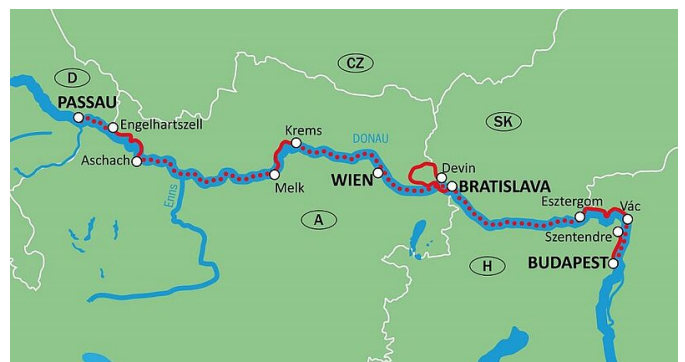 CZ
D
PASSAU
Engelhartszell
SK
Krems
DONAU
Aschach
Devin
WIEN
BRATISLAVA
Melk
Enns
Esztergom
Vác
A
Szentendre
H
BUDAPEST